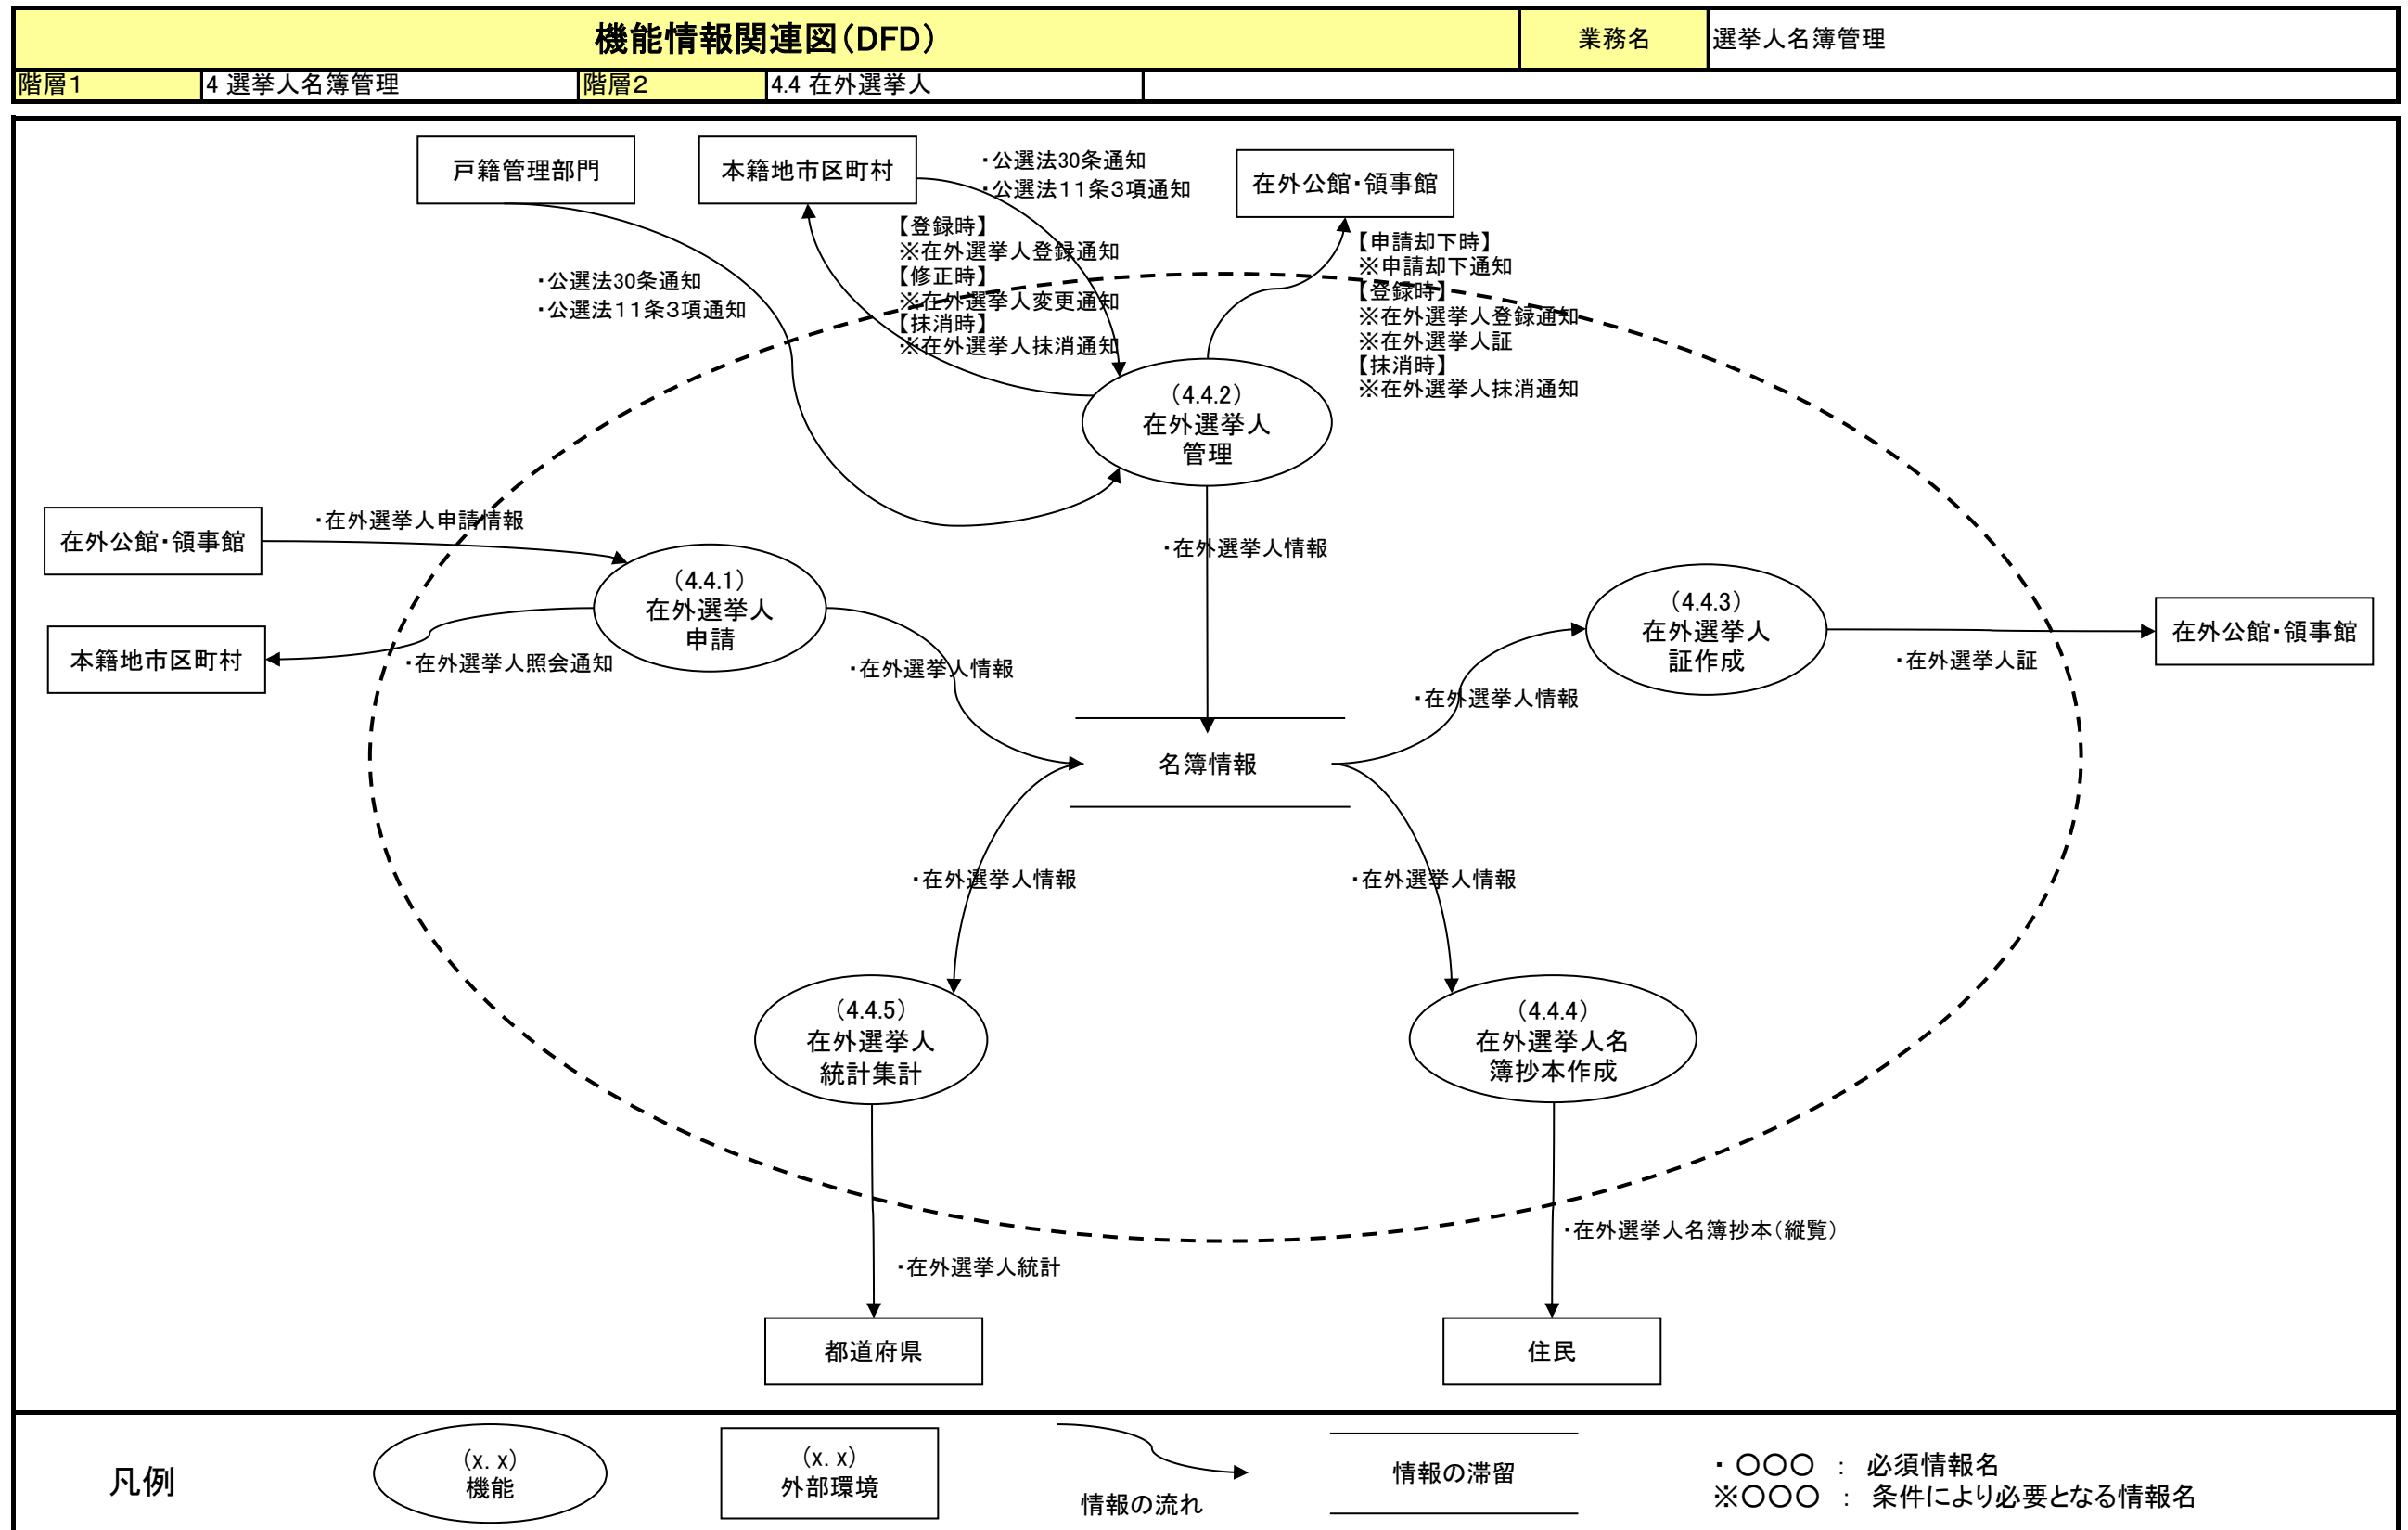 機能情報関連図(DFD)
業務名
選挙人名簿管理
階層1
4 選挙人名簿管理
階層2
4.4 在外選挙人
戸籍管理部門
本籍地市区町村
・公選法30条通知
・公選法11条3項通知
在外公館・領事館
【登録時】
※在外選挙人登録通知
【修正時】
※在外選挙人変更通知
【抹消時】
※在外選挙人抹消通知
【申請却下時】
※申請却下通知
【登録時】
※在外選挙人登録通知
※在外選挙人証
【抹消時】
※在外選挙人抹消通知
・公選法30条通知
・公選法11条3項通知
(4.4.2)
在外選挙人
管理
在外公館・領事館
・在外選挙人申請情報
・在外選挙人情報
(4.4.1)
在外選挙人
申請
本籍地市区町村
・在外選挙人照会通知
・在外選挙人情報
(4.4.3)
在外選挙人
証作成
在外公館・領事館
・在外選挙人証
・在外選挙人情報
名簿情報
・在外選挙人情報
・在外選挙人情報
(4.4.5)
在外選挙人
統計集計
(4.4.4)
在外選挙人名
簿抄本作成
・在外選挙人名簿抄本(縦覧)
・在外選挙人統計
都道府県
住民
凡例
(x.x)
機能
(x.x)
外部環境
情報の流れ
情報の滞留
・ 〇〇〇 : 必須情報名
※〇〇〇 : 条件により必要となる情報名